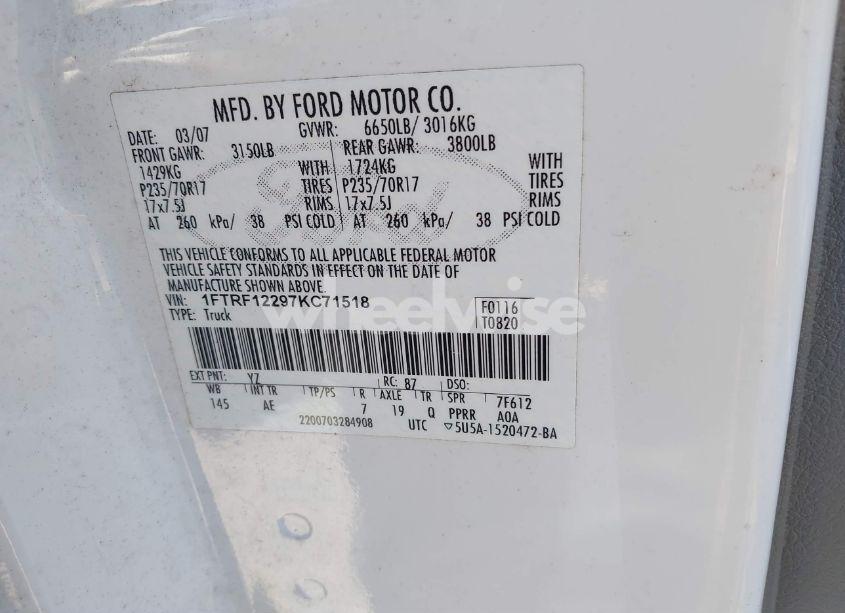 MFD. BY FORD MOTOR CO.
DATE: 03/07 GVWR: 6650LB/ 3016KG
FRONT GAWR: 3150LB REAR GAWR: 3800LB
1429KG WITH 1724KG WITH
P235/70R17 TIRES P235/70R17 TIRES
17x7.5J RIMS 17x7.5J RIMS
AT 260 kPa/ 38 PSI COLD AT 260 kPa/ 38 PSI COLD
THIS VEHICLE CONFORMS TO ALL APPLICABLE FEDERAL MOTOR
VEHICLE SAFETY STANDARDS IN EFFECT ON THE DATE OF
MANUFACTURE SHOWN ABOVE.
VIN: 1FTRF12297KC71518 F0116
TYPE: Truck T0820
wheelwise
EXT PNT: YZ RC: 87 DSO:
WB INT TR TP/PS R AXLE TR SPR 7F612
145 AE 7 19 Q PPRR A0A
2200703284908 UTC ▽5U5A-1520472-BA
Ford